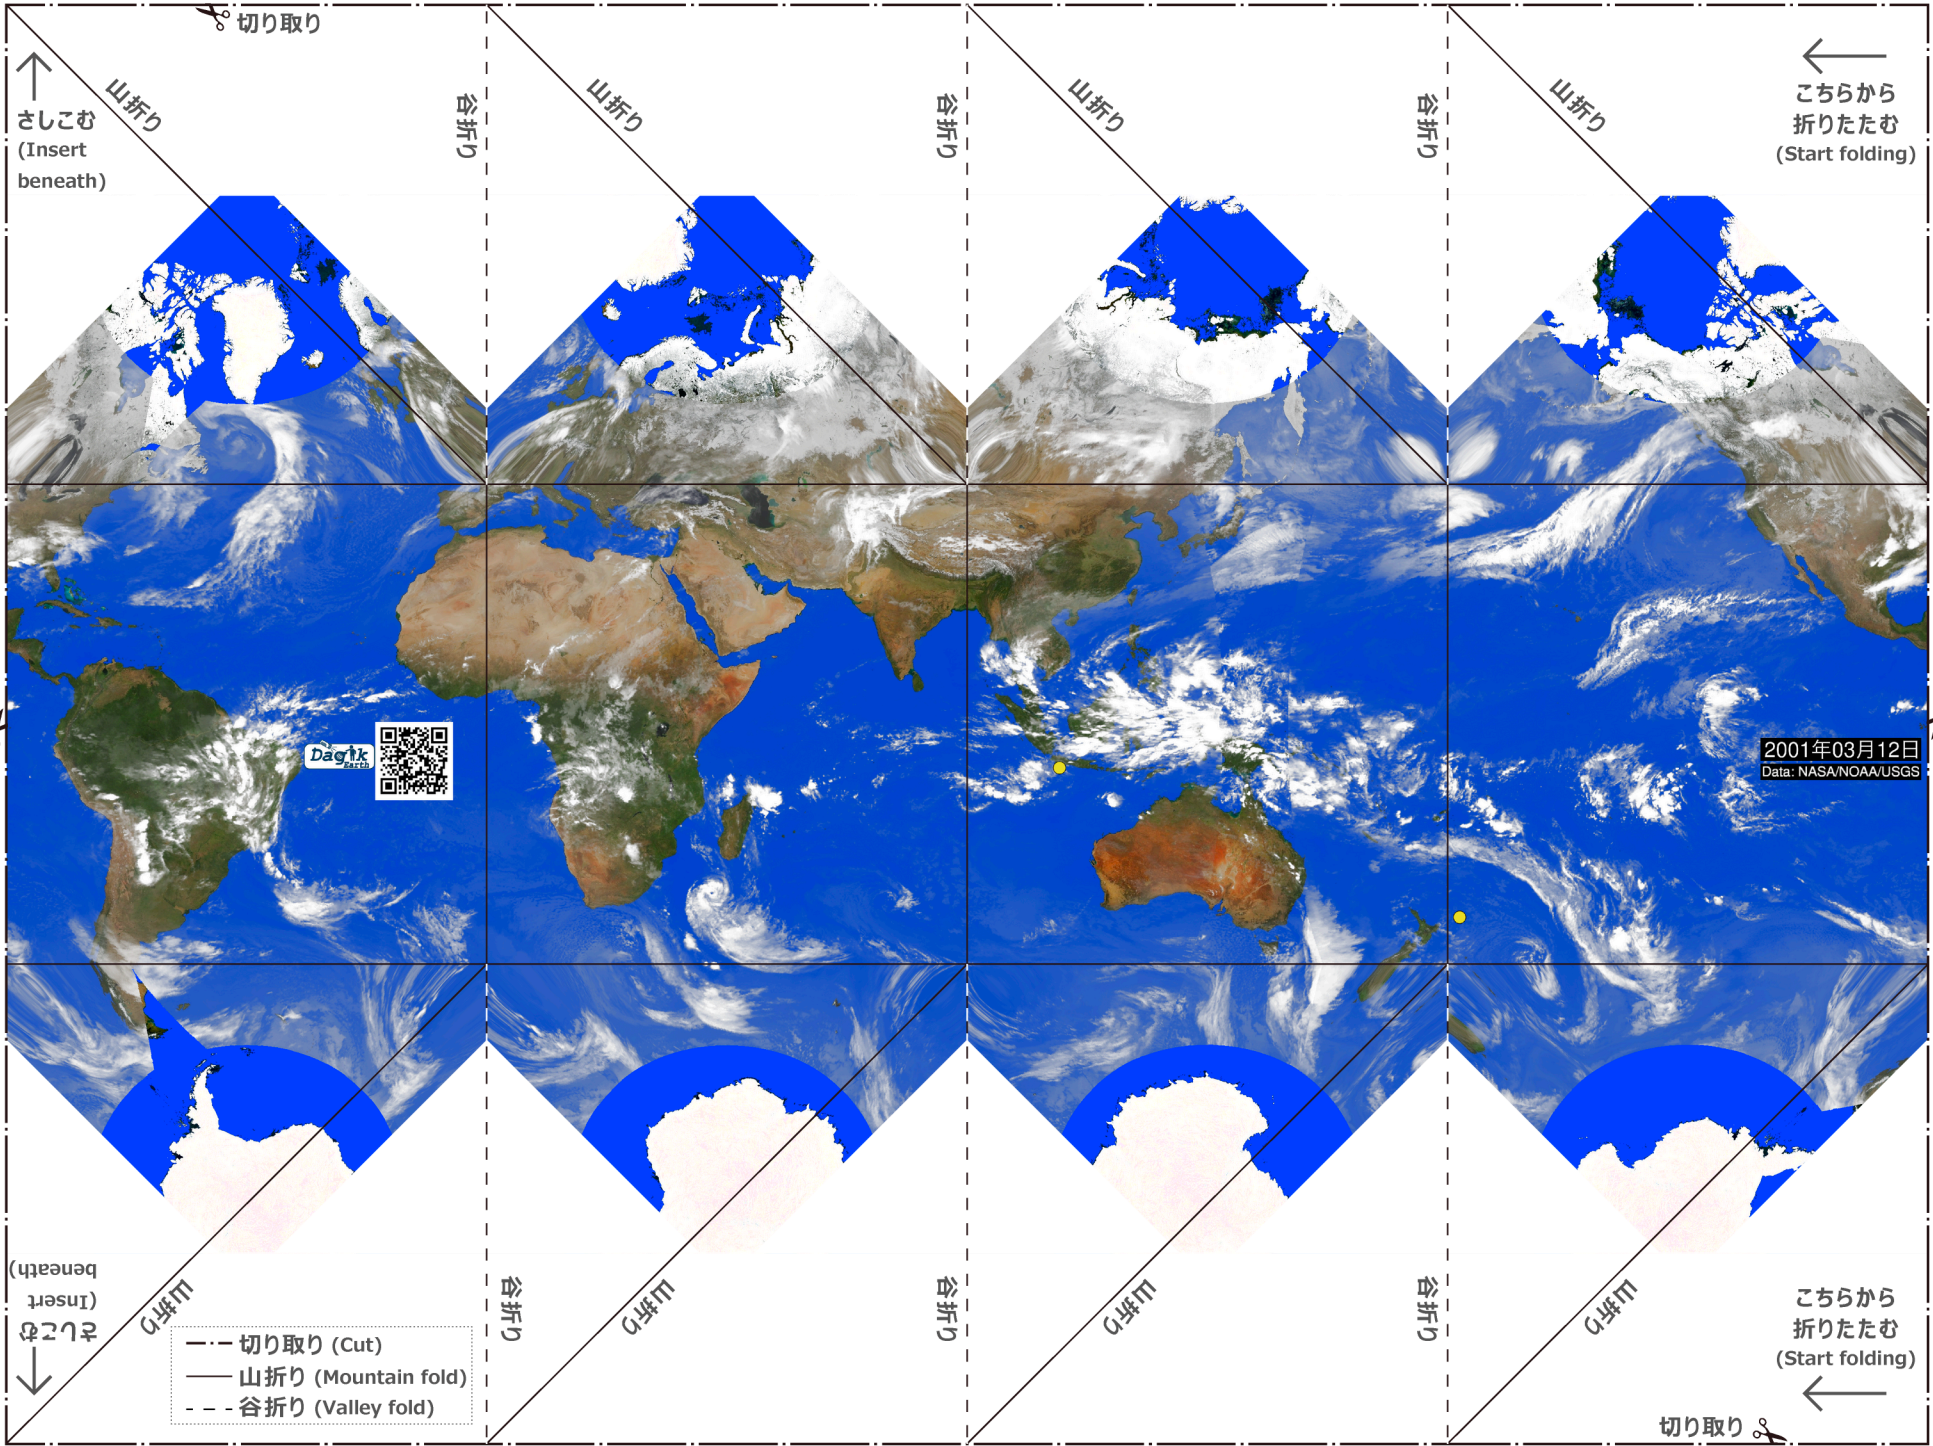 切り取り
さしこむ
(Insert
beneath)
山折り
谷折り
山折り
谷折り
山折り
谷折り
山折り
こちらから
折りたたむ
(Start folding)
Dagik
Earth
2001年03月12日
Data: NASA/NOAA/USGS
さしこむ
(Insert
beneath)
山折り
谷折り
山折り
谷折り
山折り
谷折り
山折り
こちらから
折りたたむ
(Start folding)
切り取り (Cut)
山折り (Mountain fold)
谷折り (Valley fold)
切り取り